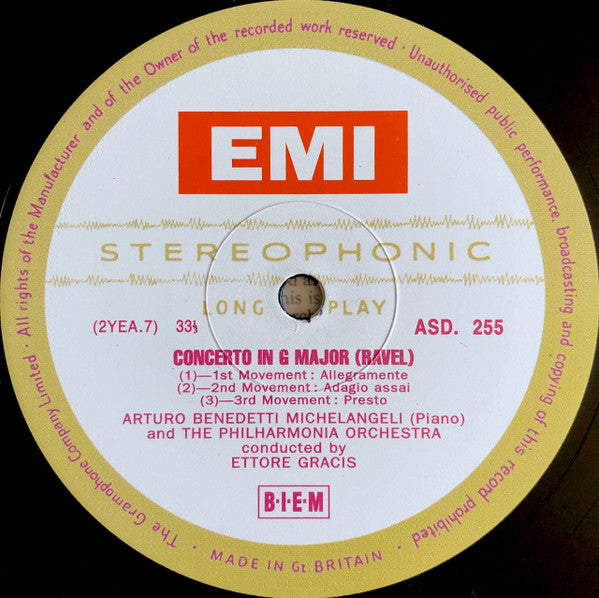 All rights of the Manufacturer and of the Owner of the recorded work reserved · Unauthorised public performance, broadcasting and copying of this record prohibited ·
EMI
STEREOPHONIC
LONG PLAY
(2YEA.7) 33⅓ ASD. 255
CONCERTO IN G MAJOR (RAVEL)
(1)—1st Movement : Allegramente
(2)—2nd Movement : Adagio assai
(3)—3rd Movement : Presto
ARTURO BENEDETTI MICHELANGELI (Piano)
and THE PHILHARMONIA ORCHESTRA
conducted by
ETTORE GRACIS
B·I·E·M
The Gramophone Company Limited ·
· MADE IN Gt. BRITAIN ·